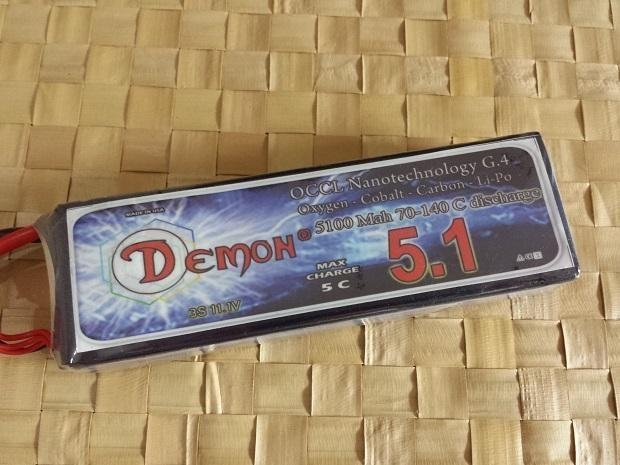 OCCL Nanotechnology G.4
Oxygen - Cobalt - Carbon - Li-Po
5100 Mah 70-140 C discharge
MADE IN USA
DEMON®
5.1
MAX
CHARGE
5 C
3S 11.1V